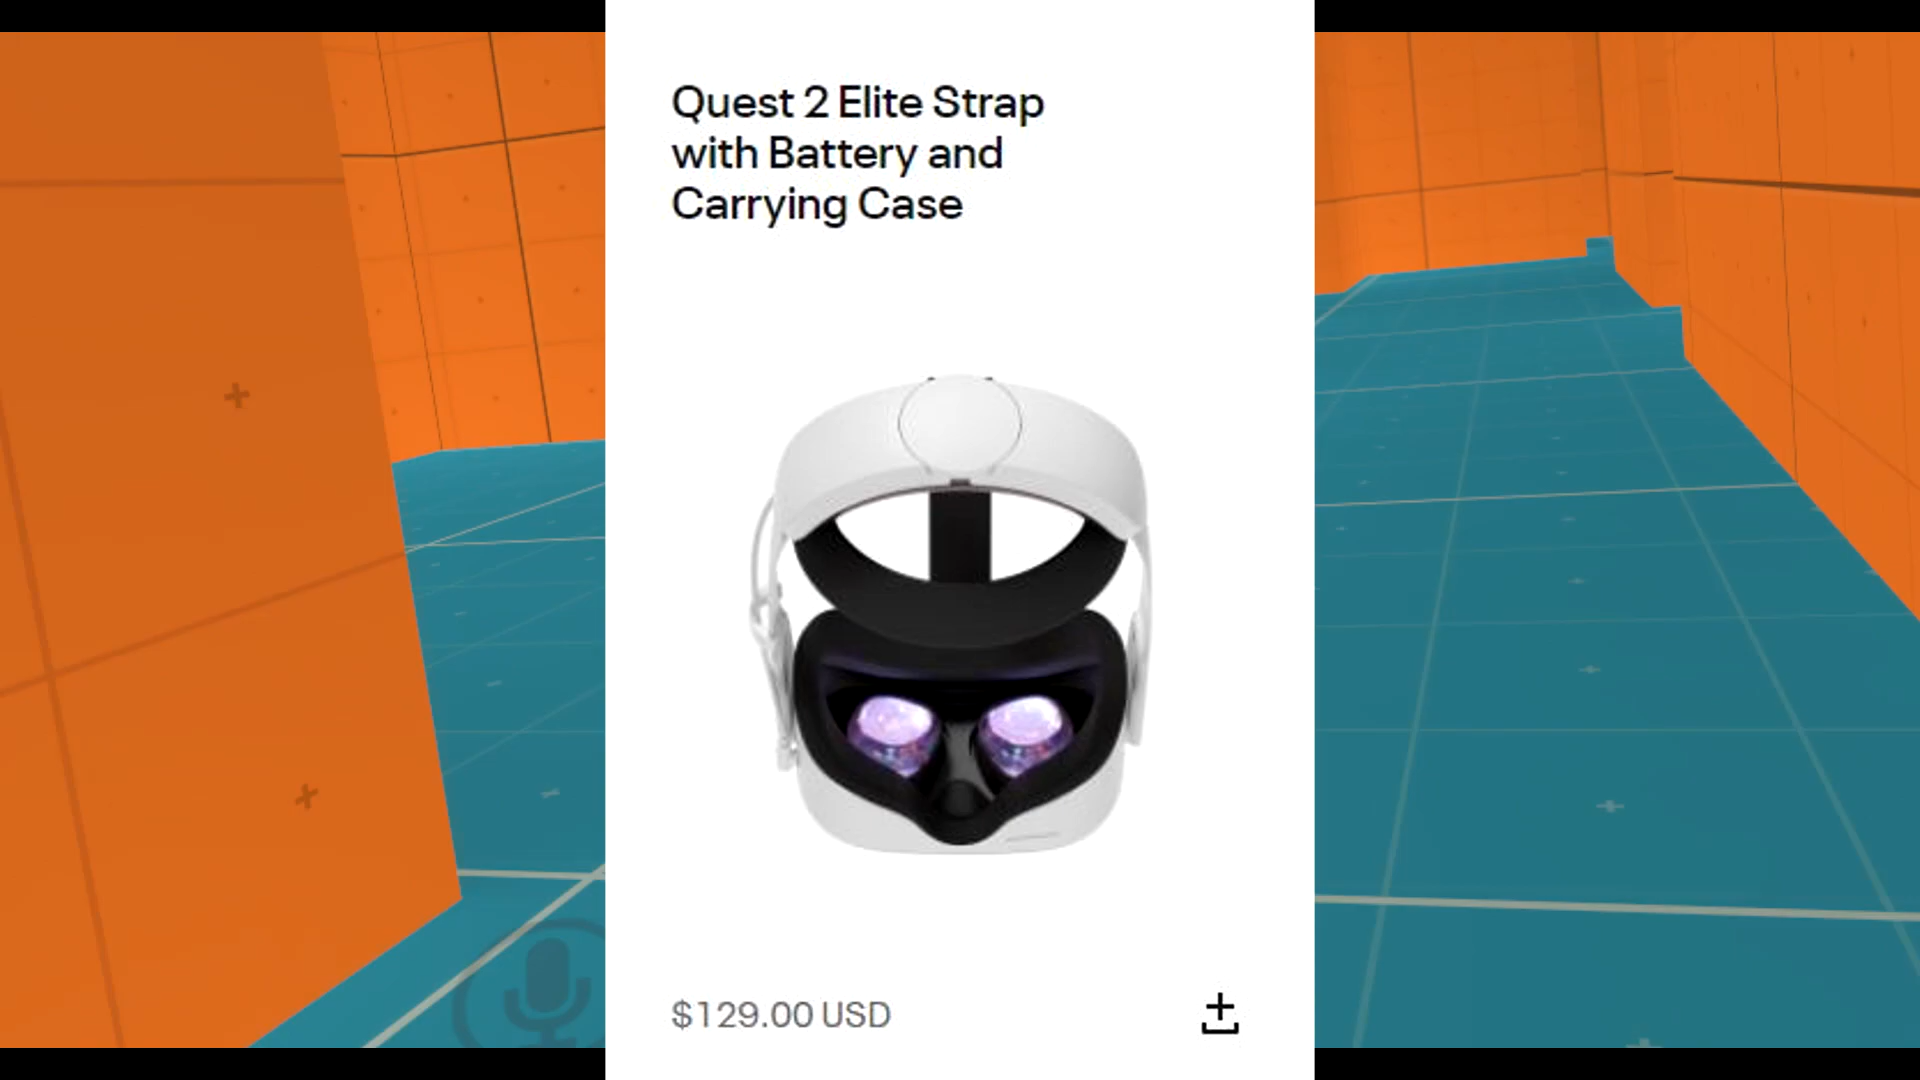 Quest 2 Elite Strap
with Battery and
Carrying Case
$129.00 USD